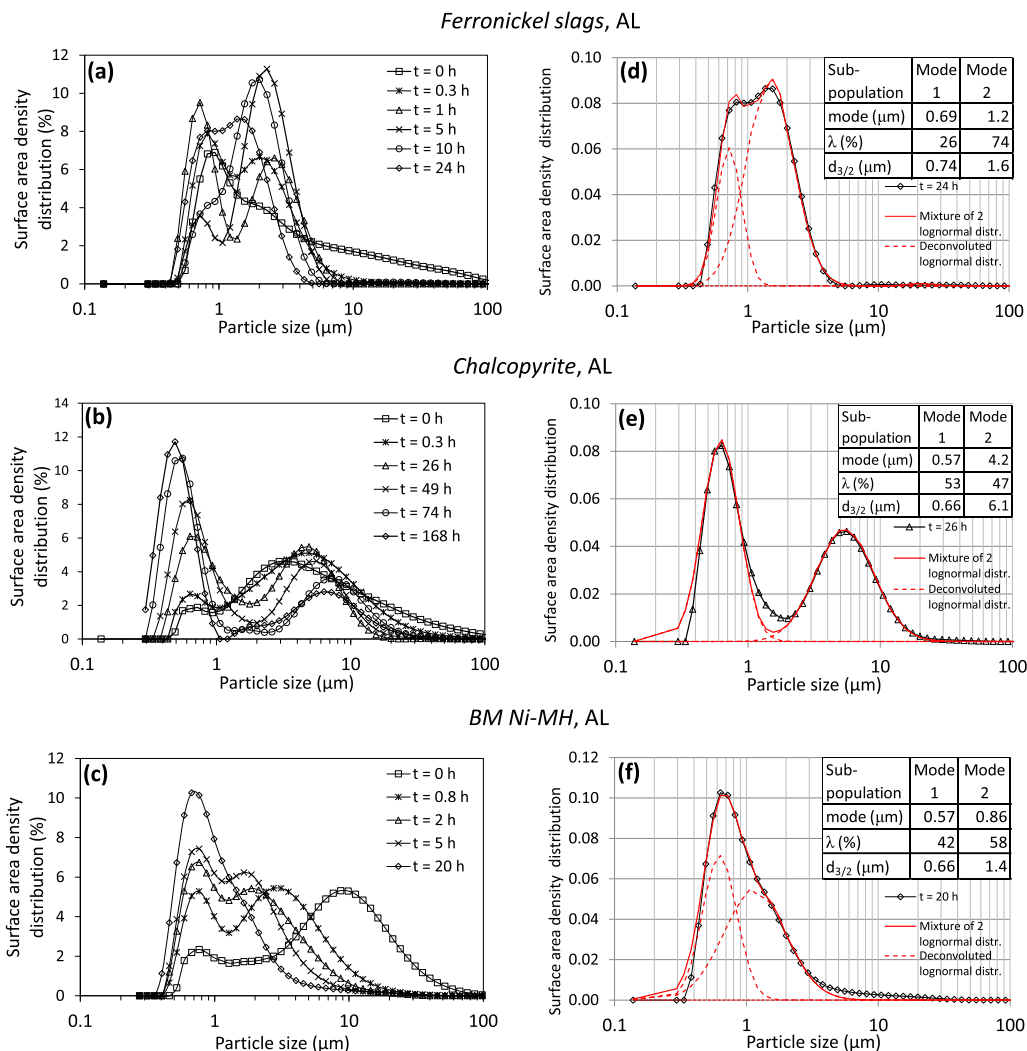 Ferronickel slags, AL
(a)
Surface area density
distribution (%)
12
10
8
6
4
2
0
t = 0 h
t = 0.3 h
t = 1 h
t = 5 h
t = 10 h
t = 24 h
0.1 1 10 100
Particle size (µm)
(d)
Surface area density distribution
0.10
0.08
0.06
0.04
0.02
0.00
Sub-population Mode 1 Mode 2
mode (µm) 0.69 1.2
λ (%) 26 74
d3/2 (µm) 0.74 1.6
t = 24 h
Mixture of 2
lognormal distr.
Deconvoluted
lognormal distr.
0.1 1 10 100
Particle size (µm)
Chalcopyrite, AL
(b)
Surface area density
distribution (%)
14
12
10
8
6
4
2
0
t = 0 h
t = 0.3 h
t = 26 h
t = 49 h
t = 74 h
t = 168 h
0.1 1 10 100
Particle size (µm)
(e)
Surface area density distribution
0.10
0.08
0.06
0.04
0.02
0.00
Sub-population Mode 1 Mode 2
mode (µm) 0.57 4.2
λ (%) 53 47
d3/2 (µm) 0.66 6.1
t = 26 h
Mixture of 2
lognormal distr.
Deconvoluted
lognormal distr.
0.1 1 10 100
Particle size (µm)
BM Ni-MH, AL
(c)
Surface area density
distribution (%)
12
10
8
6
4
2
0
t = 0 h
t = 0.8 h
t = 2 h
t = 5 h
t = 20 h
0.1 1 10 100
Particle size (µm)
(f)
Surface area density distribution
0.12
0.10
0.08
0.06
0.04
0.02
0.00
Sub-population Mode 1 Mode 2
mode (µm) 0.57 0.86
λ (%) 42 58
d3/2 (µm) 0.66 1.4
t = 20 h
Mixture of 2
lognormal distr.
Deconvoluted
lognormal distr.
0.1 1 10 100
Particle size (µm)